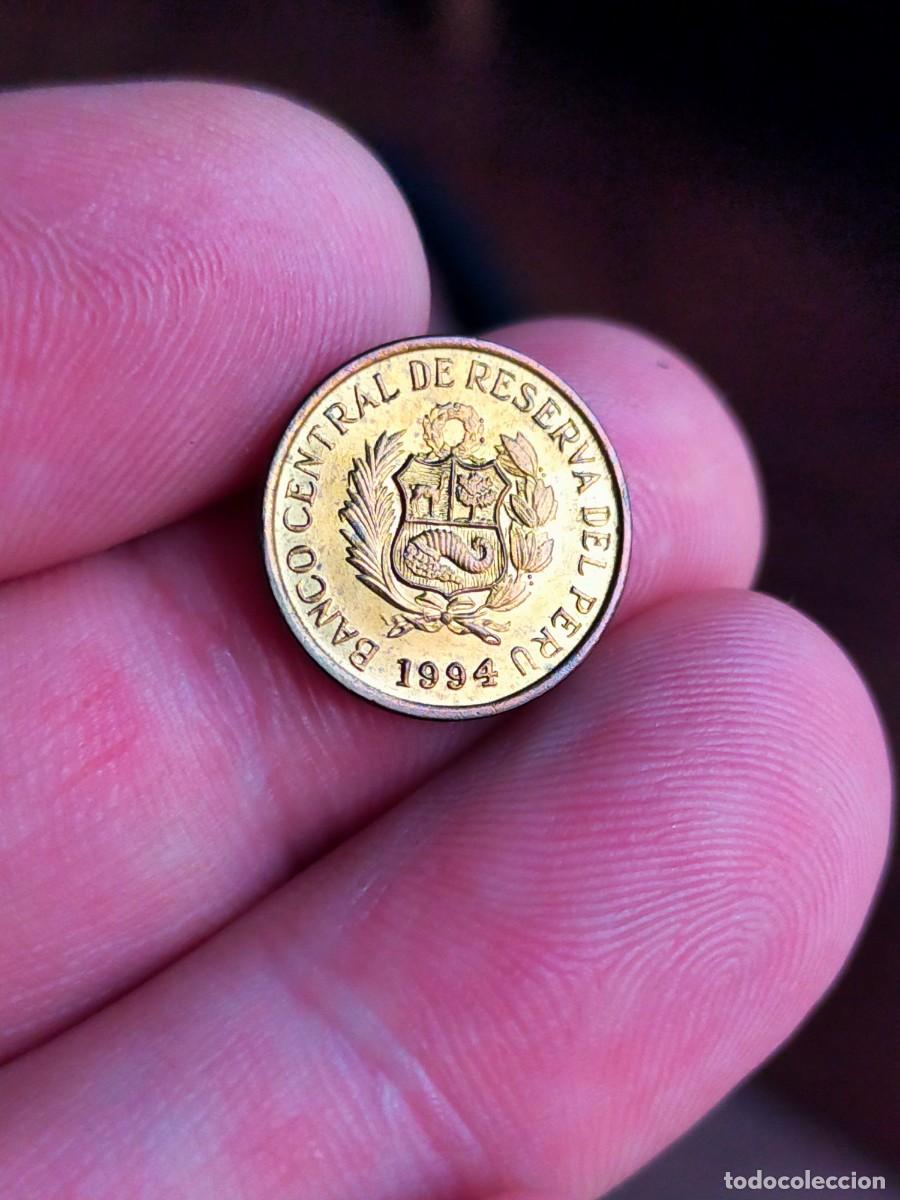 BANCO CENTRAL DE RESERVA DEL PERU
1994
todocoleccion